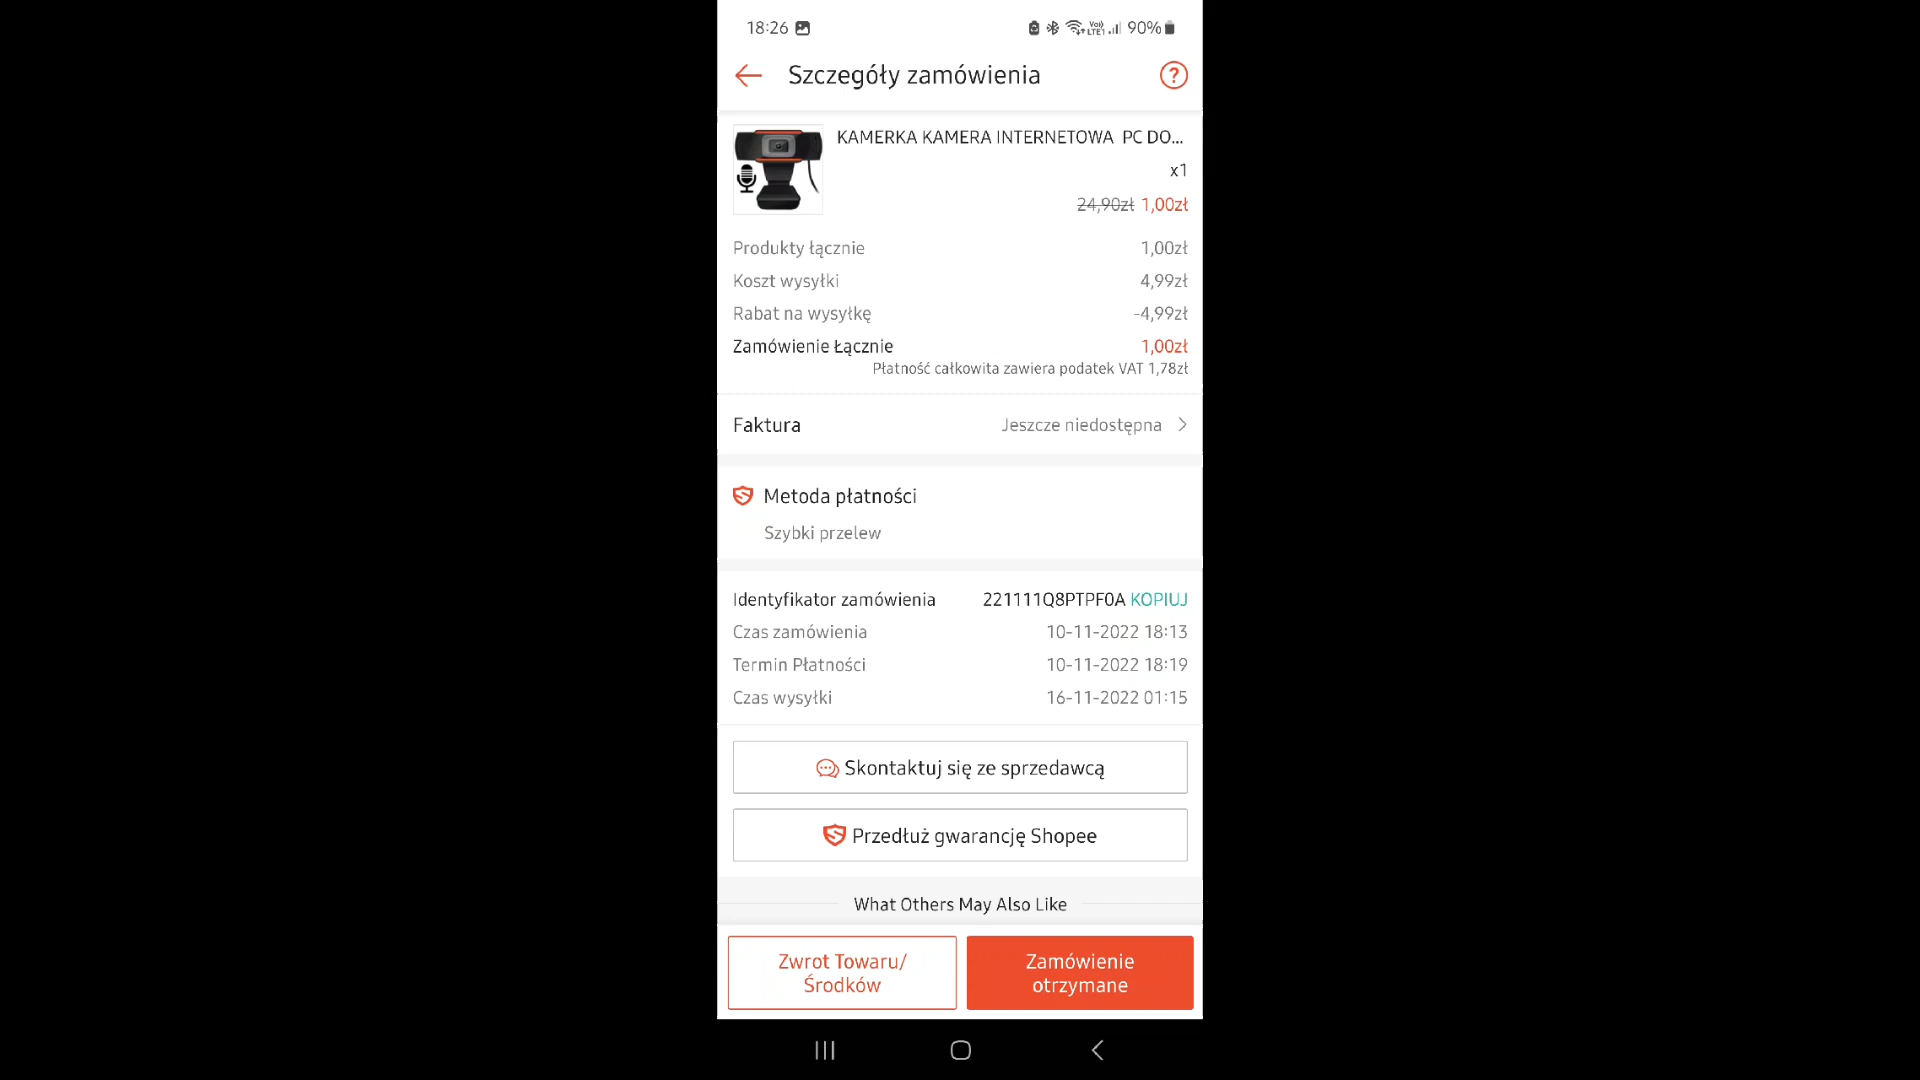 18:26 90%
Szczegóły zamówienia
KAMERKA KAMERA INTERNETOWA PC DO...
x1
24,90zł 1,00zł
Produkty łącznie 1,00zł
Koszt wysyłki 4,99zł
Rabat na wysyłkę -4,99zł
Zamówienie Łącznie 1,00zł
Płatność całkowita zawiera podatek VAT 1,78zł
Faktura Jeszcze niedostępna
Metoda płatności
Szybki przelew
Identyfikator zamówienia 221111Q8PTPF0A KOPIUJ
Czas zamówienia 10-11-2022 18:13
Termin Płatności 10-11-2022 18:19
Czas wysyłki 16-11-2022 01:15
Skontaktuj się ze sprzedawcą
Przedłuż gwarancję Shopee
What Others May Also Like
Zwrot Towaru/
Środków
Zamówienie
otrzymane